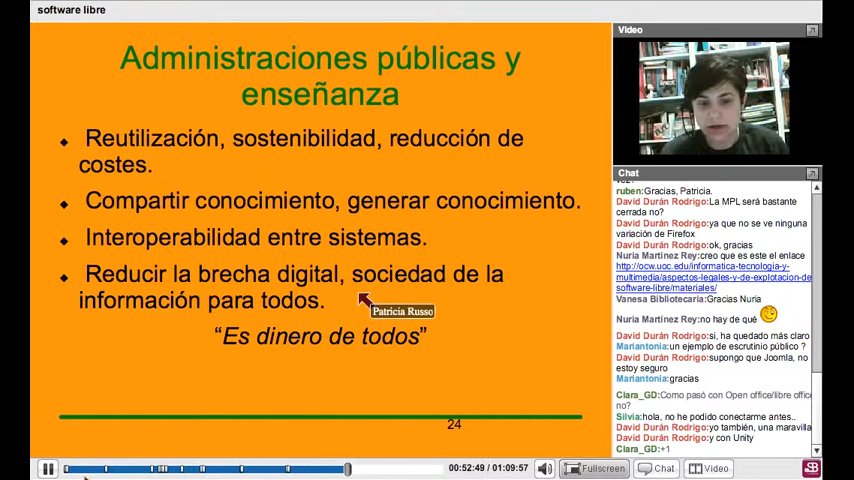 software libre
Administraciones públicas y
enseñanza
Reutilización, sostenibilidad, reducción de
costes.
Compartir conocimiento, generar conocimiento.
Interoperabilidad entre sistemas.
Reducir la brecha digital, sociedad de la
información para todos.
Patricia Russo
“Es dinero de todos”
24
Video
Chat
ruben:Gracias, Patricia.
David Durán Rodrigo:La MPL será bastante
cerrada no?
David Durán Rodrigo:ya que no se ve ninguna
variación de Firefox
David Durán Rodrigo:ok, gracias
Nuria Martínez Rey:creo que es este el enlace
http://ocw.uoc.edu/informatica-tecnologia-y-
multimedia/aspectos-legales-y-de-explotacion-de
software-libre/materiales/
Vanesa Bibliotecaria:Gracias Nuria
Nuria Martínez Rey:no hay de qué
David Durán Rodrigo:si, ha quedado más claro
Mariantonia:un ejemplo de escrutinio público ?
David Durán Rodrigo:supongo que Joomla, no
estoy seguro
Mariantonia:gracias
Clara_GD:Como pasó con Open office/libre offic
no?
Silvia:hola, no he podido conectarme antes..
David Durán Rodrigo:yo también, una maravilla
David Durán Rodrigo:y con Unity
Clara_GD:+1
00:52:49 / 01:09:57
Fullscreen
Chat
Video